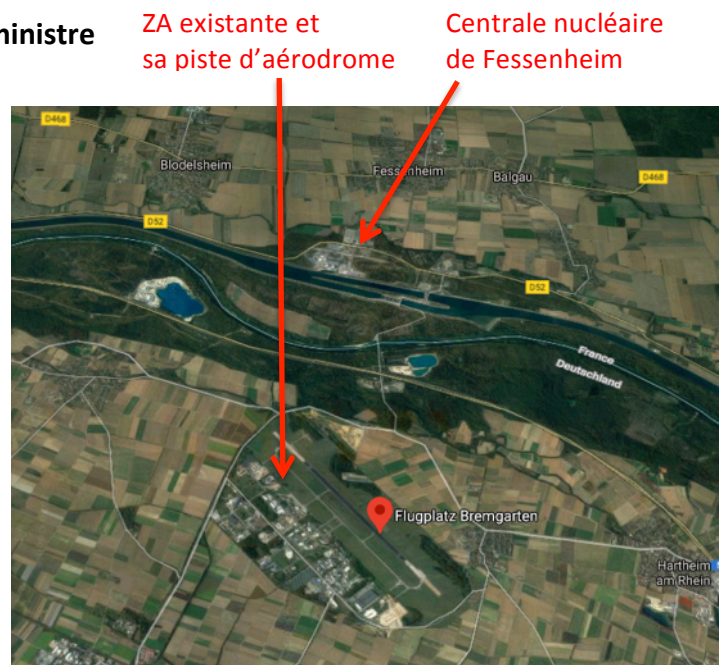 ministre
ZA existante et
sa piste d’aérodrome
Centrale nucléaire
de Fessenheim
D468
Blodelsheim
Fessenheim
Balgau
D468
D52
D52
France
Deutschland
Flugplatz Bremgarten
Hartheim
am Rhein